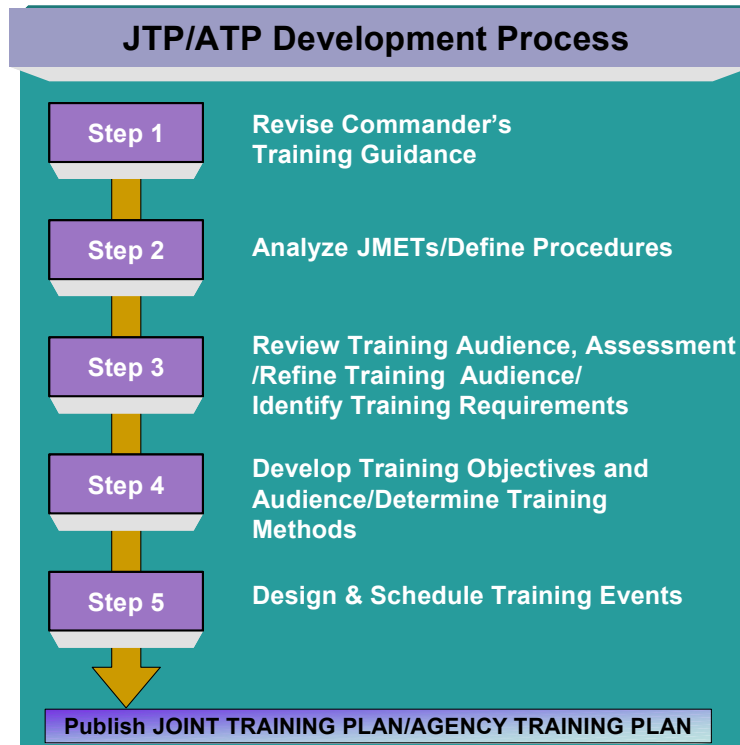 JTP/ATP Development Process
Step 1
Revise Commander's
Training Guidance
Step 2
Analyze JMETs/Define Procedures
Step 3
Review Training Audience, Assessment
/Refine Training Audience/
Identify Training Requirements
Step 4
Develop Training Objectives and
Audience/Determine Training
Methods
Step 5
Design & Schedule Training Events
Publish JOINT TRAINING PLAN/AGENCY TRAINING PLAN